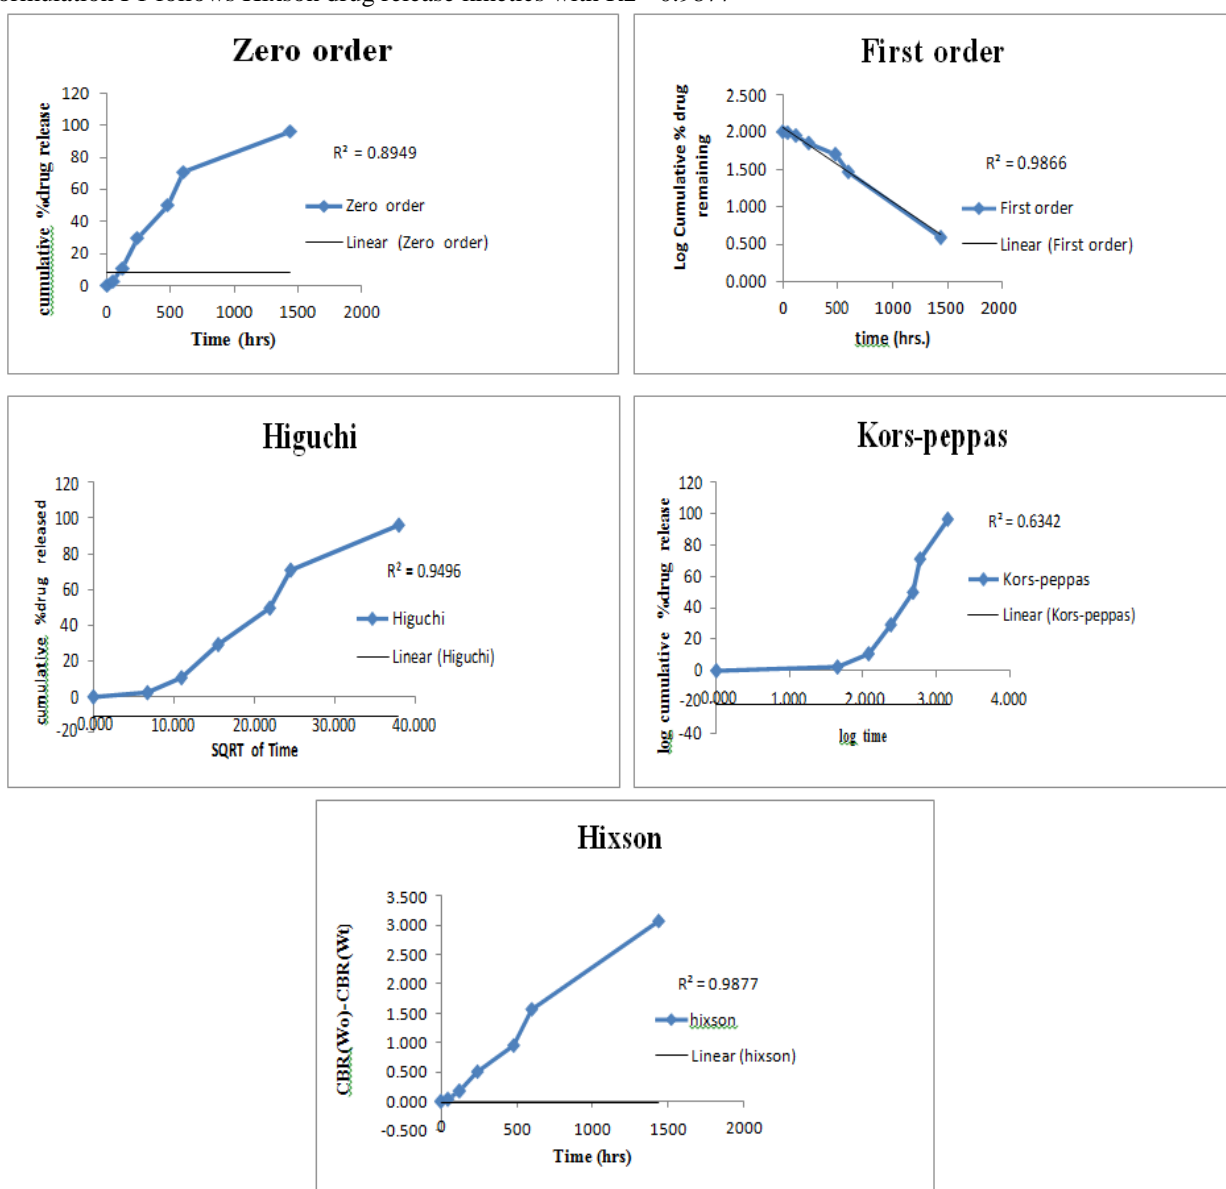 Zero order
120
100
80
60
40
20
0
0 500 1000 1500 2000
cumulative %drug release
Time (hrs)
R² = 0.8949
Zero order
Linear (Zero order)
First order
2.500
2.000
1.500
1.000
0.500
0.000
0 500 1000 1500 2000
Log Cumulative % drug
remaining
time (hrs.)
R² = 0.9866
First order
Linear (First order)
Higuchi
120
100
80
60
40
20
0
-20
0.000 10.000 20.000 30.000 40.000
cumulative %drug released
SQRT of Time
R² = 0.9496
Higuchi
Linear (Higuchi)
Kors-peppas
120
100
80
60
40
20
0
-20
-40
0.000 1.000 2.000 3.000 4.000
log cumulative %drug release
log time
R² = 0.6342
Kors-peppas
Linear (Kors-peppas)
Hixson
3.500
3.000
2.500
2.000
1.500
1.000
0.500
0.000
-0.500
0 500 1000 1500 2000
CBR(Wo)-CBR(Wt)
Time (hrs)
R² = 0.9877
hixson
Linear (hixson)